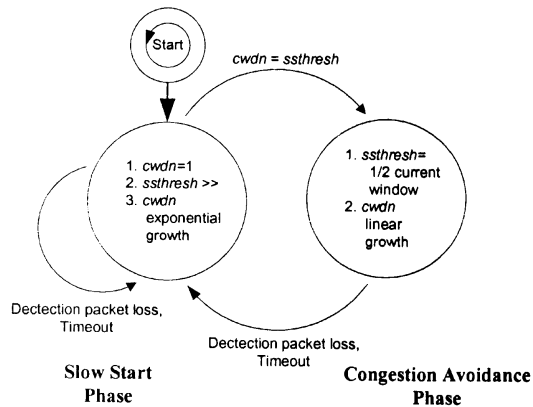 Start
cwdn = ssthresh
1. cwdn=1
2. ssthresh >>
3. cwdn
exponential
growth
1. ssthresh=
1/2 current
window
2. cwdn
linear
growth
Dectection packet loss,
Timeout
Dectection packet loss,
Timeout
Slow Start
Phase
Congestion Avoidance
Phase